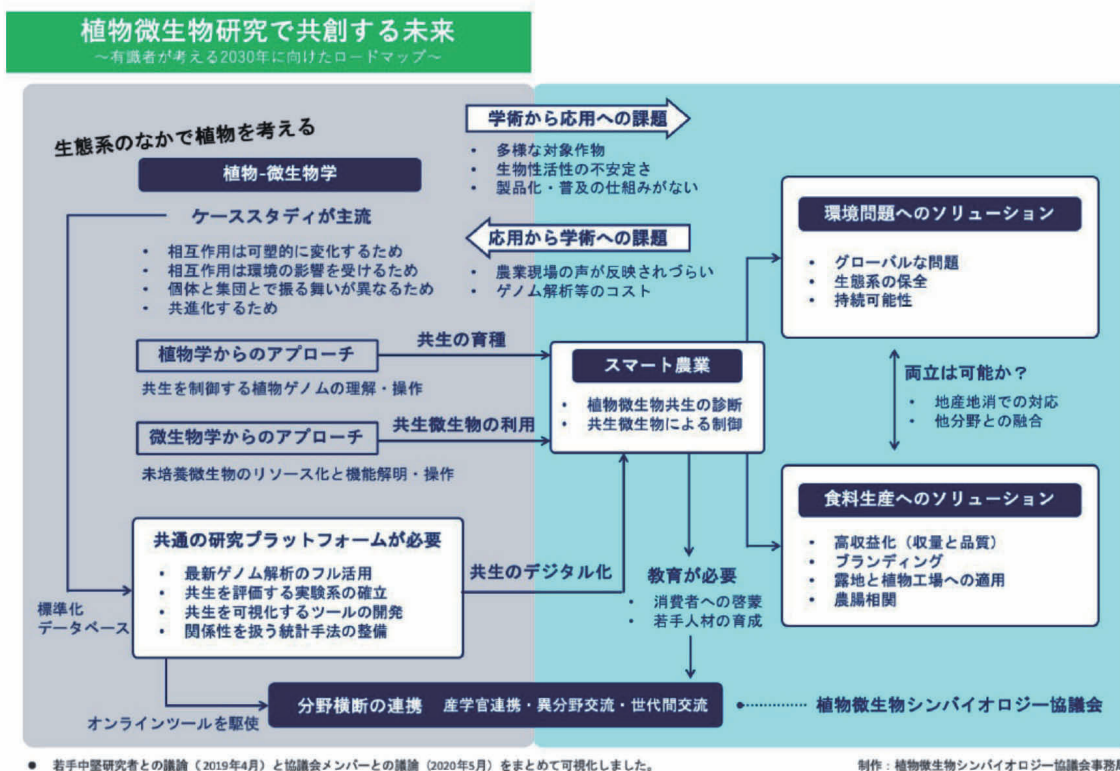 植物微生物研究で共創する未来
～有識者が考える2030年に向けたロードマップ～
生態系のなかで植物を考える
植物-微生物学
ケーススタディが主流
・ 相互作用は可塑的に変化するため
・ 相互作用は環境の影響を受けるため
・ 個体と集団とで振る舞いが異なるため
・ 共進化するため
学術から応用への課題
・ 多様な対象作物
・ 生物性活性の不安定さ
・ 製品化・普及の仕組みがない
応用から学術への課題
・ 農業現場の声が反映されづらい
・ ゲノム解析等のコスト
植物学からのアプローチ
共生を制御する植物ゲノムの理解・操作
共生の育種
微生物学からのアプローチ
未培養微生物のリソース化と機能解明・操作
共生微生物の利用
スマート農業
・ 植物微生物共生の診断
・ 共生微生物による制御
環境問題へのソリューション
・ グローバルな問題
・ 生態系の保全
・ 持続可能性
両立は可能か？
・ 地産地消での対応
・ 他分野との融合
食料生産へのソリューション
・ 高収益化（収量と品質）
・ ブランディング
・ 露地と植物工場への適用
・ 農腸相関
共通の研究プラットフォームが必要
・ 最新ゲノム解析のフル活用
・ 共生を評価する実験系の確立
・ 共生を可視化するツールの開発
・ 関係性を扱う統計手法の整備
標準化
データベース
共生のデジタル化
教育が必要
・ 消費者への啓蒙
・ 若手人材の育成
オンラインツールを駆使
分野横断の連携 産学官連携・異分野交流・世代間交流
植物微生物シンバイオロジー協議会
● 若手中堅研究者との議論（2019年4月）と協議会メンバーとの議論（2020年5月）をまとめて可視化しました。
制作：植物微生物シンバイオロジー協議会事務局